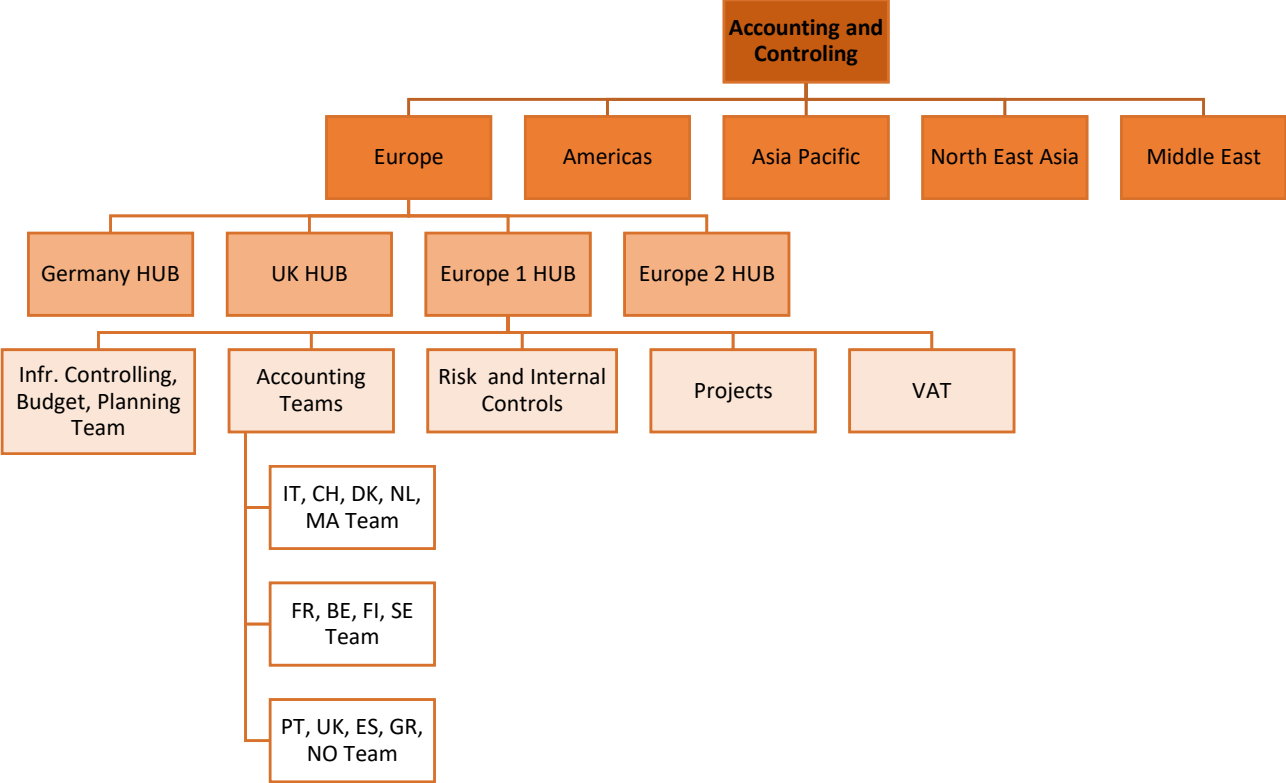 Accounting and
Controling
Europe
Americas
Asia Pacific
North East Asia
Middle East
Germany HUB
UK HUB
Europe 1 HUB
Europe 2 HUB
Infr. Controlling,
Budget, Planning
Team
Accounting
Teams
Risk  and Internal
Controls
Projects
VAT
IT, CH, DK, NL,
MA Team
FR, BE, FI, SE
Team
PT, UK, ES, GR,
NO Team